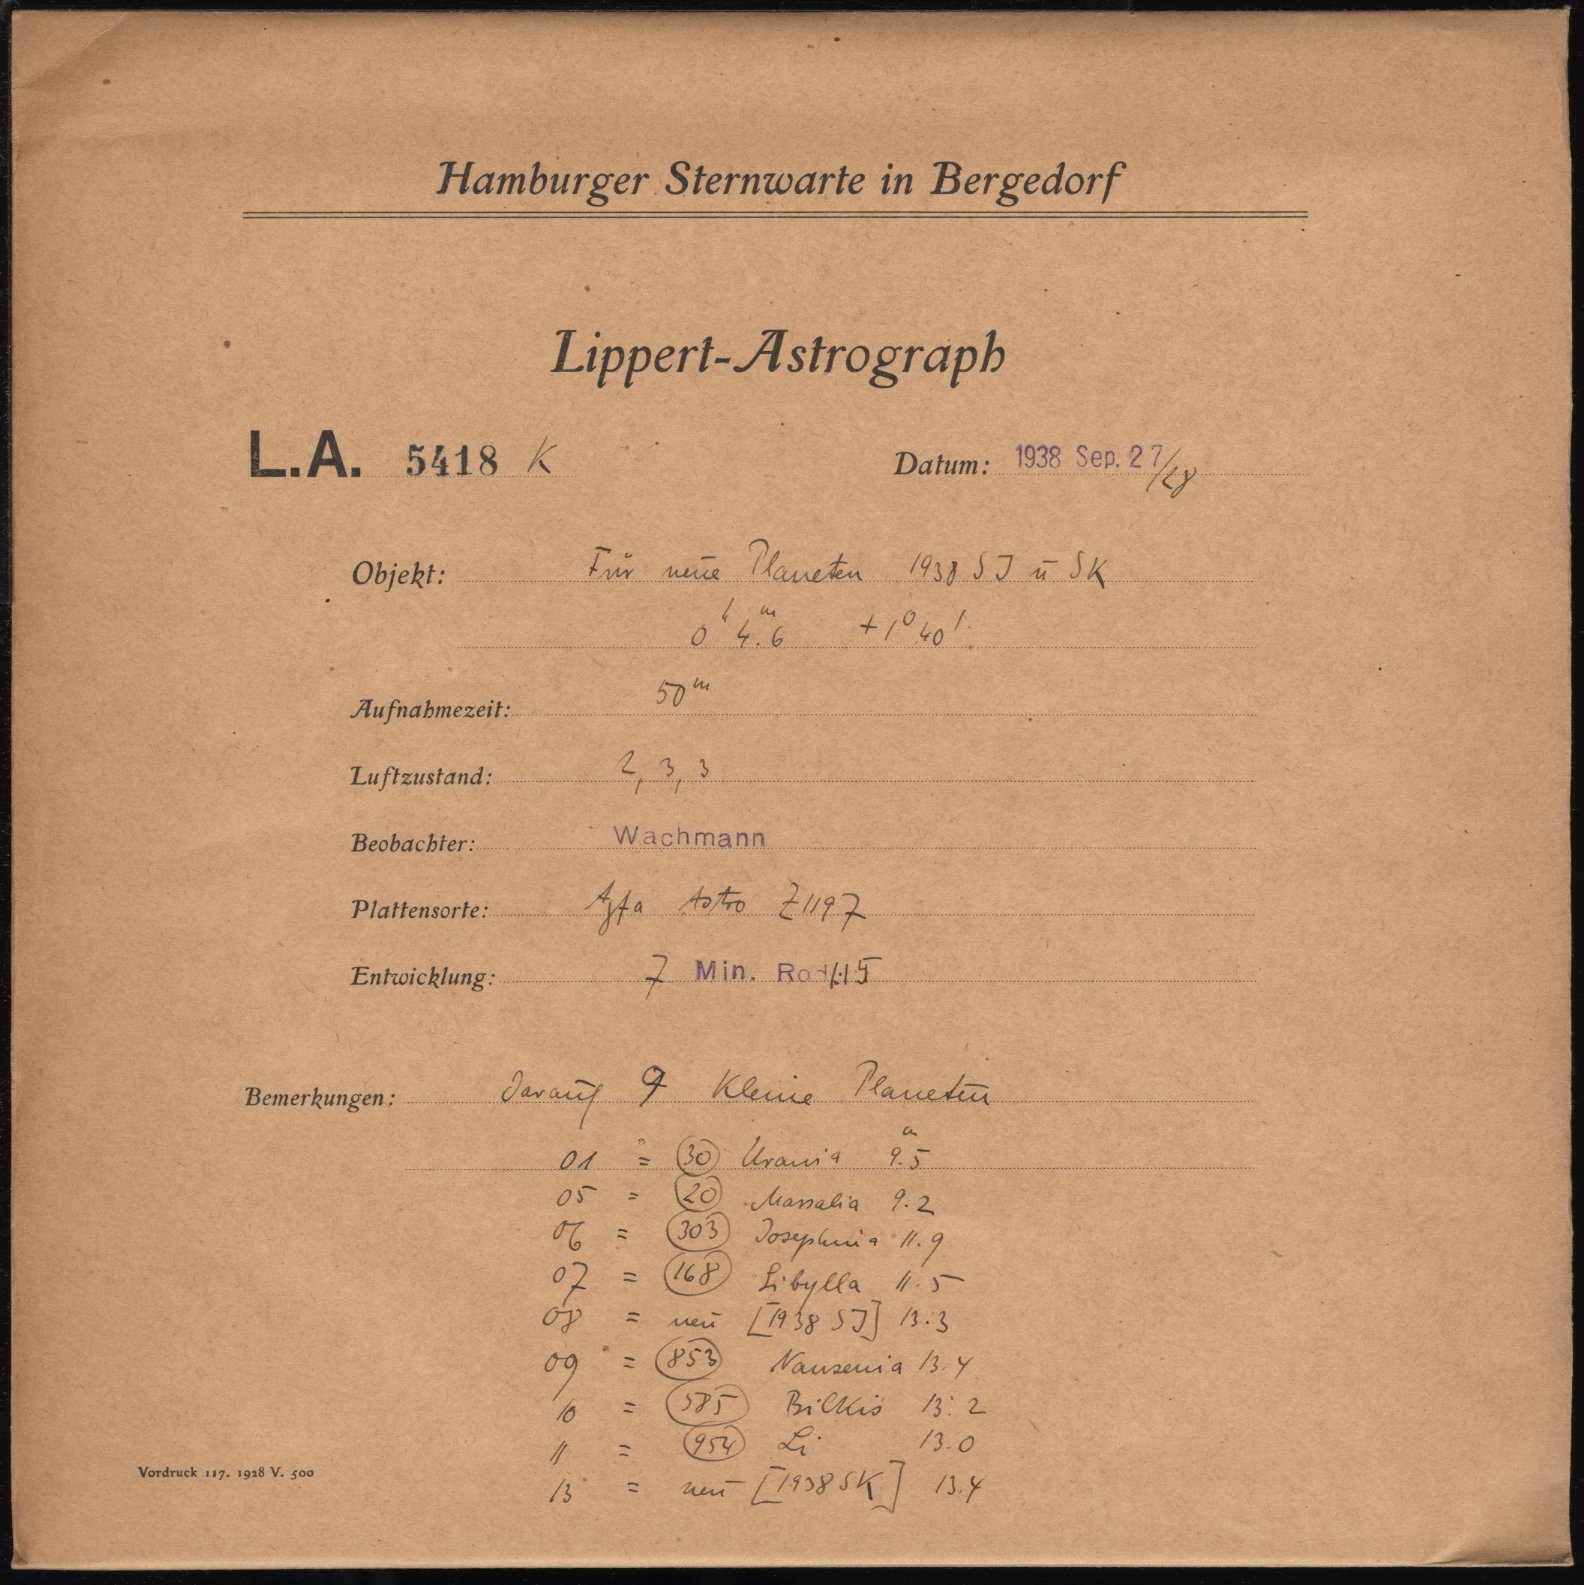 Hamburger Sternwarte in Bergedorf
Lippert-Astrograph
L.A. 5418 K Datum: 1938 Sep. 27/28
Objekt: Für neue Planeten 1938 SJ u SK
0h 4m.6 +1° 40'
Aufnahmezeit: 50m
Luftzustand: 2, 3, 3
Beobachter: Wachmann
Plattensorte: Agfa Astro Z1197
Entwicklung: 7 Min. Rod 1:15
Bemerkungen: darauf 9 Kleine Planeten
01 = 30 Urania 9m.5
05 = 20 Massalia 9.2
06 = 303 Josephina 11.9
07 = 168 Sibylla 11.5
08 = neu [1938 SJ] 13.3
09 = 853 Nansenia 13.4
10 = 585 Bilkis 13.2
11 = 954 Li 13.0
13 = neu [1938 SK] 13.4
Vordruck 117. 1928 V. 500